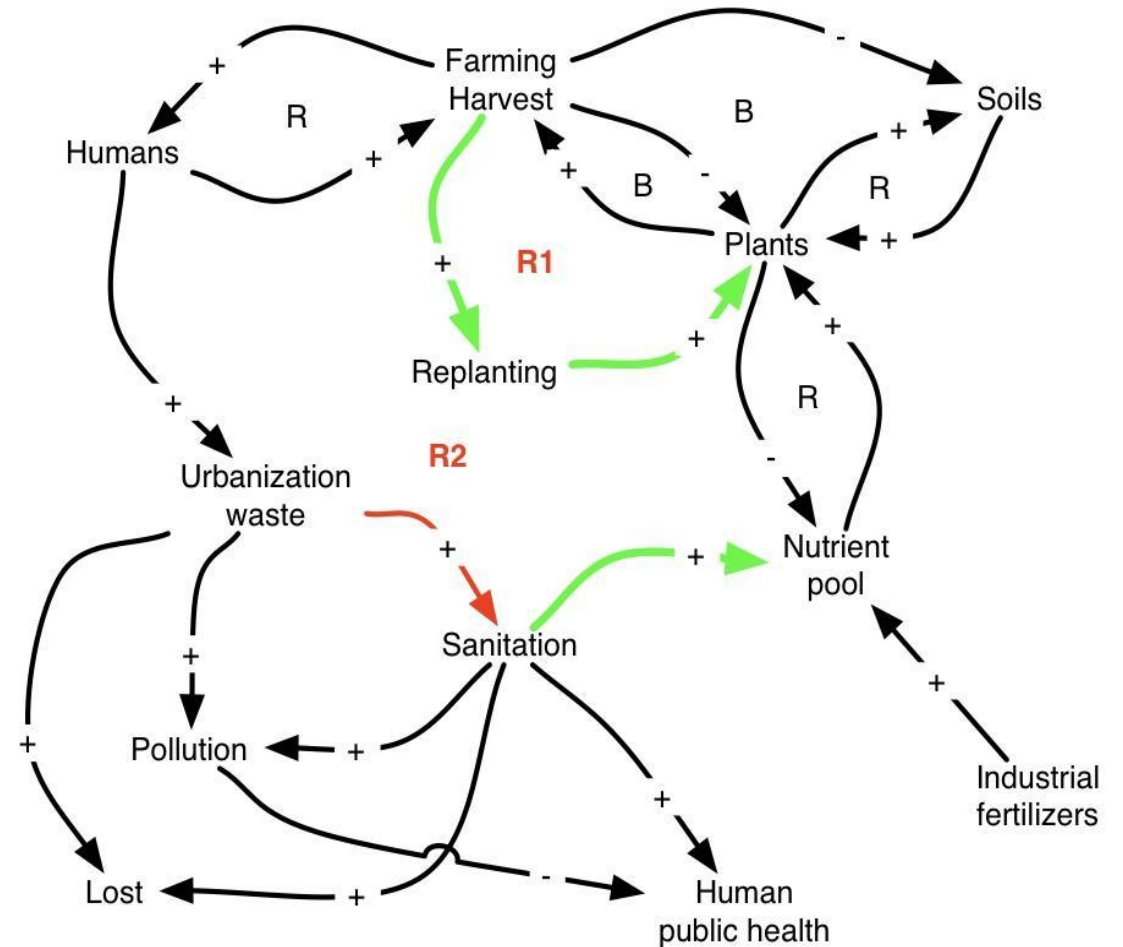 Farming
Harvest
+
-
R
B
Soils
Humans
+
+
-
B
+
R
+
Plants
+
R1
+
+
Replanting
+
R
+
R2
-
Urbanization
waste
+
+
Nutrient
pool
Sanitation
+
+
+
Pollution
+
+
Industrial
fertilizers
+
-
Lost
+
Human
public health